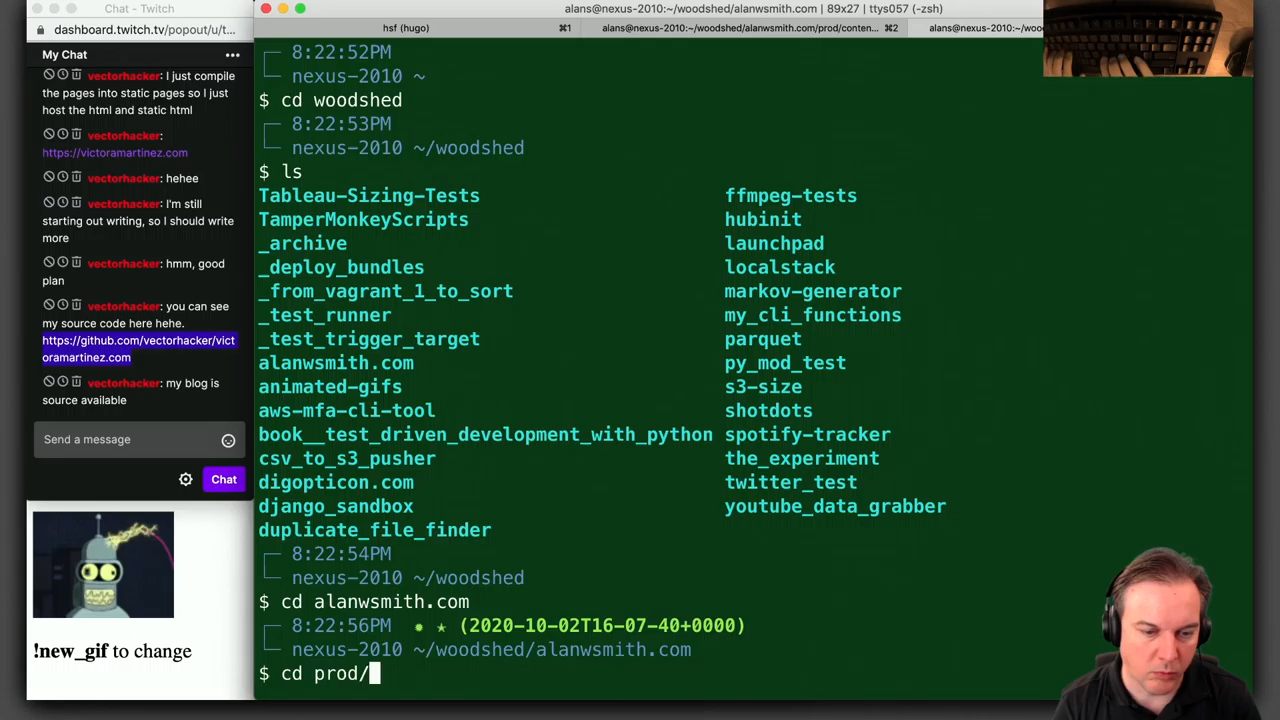 Chat - Twitch
dashboard.twitch.tv/popout/u/t...
My Chat
vectorhacker: I just compile
the pages into static pages so I just
host the html and static html
vectorhacker:
https://victoramartinez.com
vectorhacker: hehee
vectorhacker: I'm still
starting out writing, so I should write
more
vectorhacker: hmm, good
plan
vectorhacker: you can see
my source code here hehe.
https://github.com/vectorhacker/vict
oramartinez.com
vectorhacker: my blog is
source available
Send a message
Chat
!new_gif to change
alans@nexus-2010:~/woodshed/alanwsmith.com | 89x27 | ttys057 (-zsh)
hsf (hugo) ⌘1
alans@nexus-2010:~/woodshed/alanwsmith.com/prod/conten... ⌘2
alans@nexus-2010:~/woodshed/alanwsm
8:22:52PM
nexus-2010 ~
$ cd woodshed
8:22:53PM
nexus-2010 ~/woodshed
$ ls
Tableau-Sizing-Tests ffmpeg-tests
TamperMonkeyScripts hubinit
_archive launchpad
_deploy_bundles localstack
_from_vagrant_1_to_sort markov-generator
_test_runner my_cli_functions
_test_trigger_target parquet
alanwsmith.com py_mod_test
animated-gifs s3-size
aws-mfa-cli-tool shotdots
book__test_driven_development_with_python spotify-tracker
csv_to_s3_pusher the_experiment
digopticon.com twitter_test
django_sandbox youtube_data_grabber
duplicate_file_finder
8:22:54PM
nexus-2010 ~/woodshed
$ cd alanwsmith.com
8:22:56PM ✹ ★ (2020-10-02T16-07-40+0000)
nexus-2010 ~/woodshed/alanwsmith.com
$ cd prod/